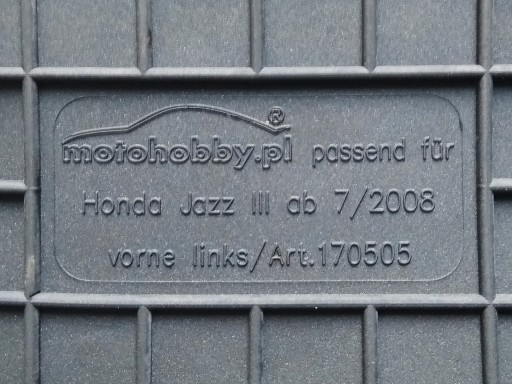 motohobby.pl ® passend für
Honda Jazz III ab 7/2008
vorne links/Art.170505